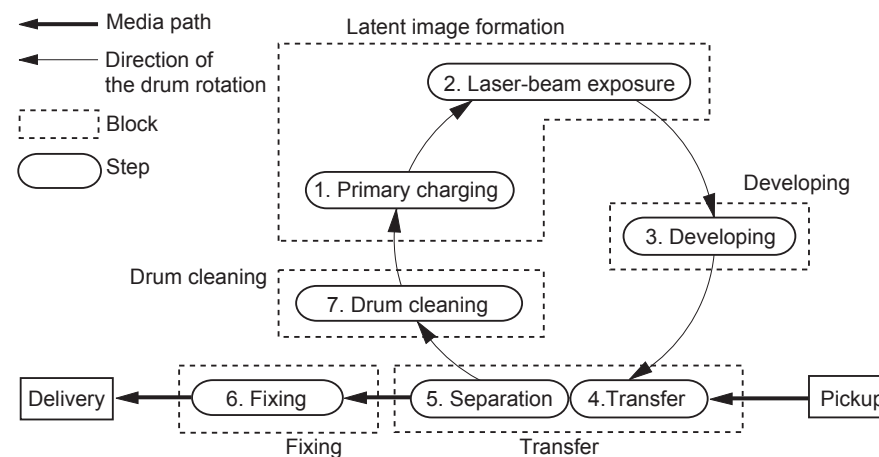 Media path
Direction of
the drum rotation
Block
Step
Latent image formation
2. Laser-beam exposure
1. Primary charging
Developing
3. Developing
Drum cleaning
7. Drum cleaning
Delivery
6. Fixing
5. Separation
4.Transfer
Pickup
Fixing
Transfer